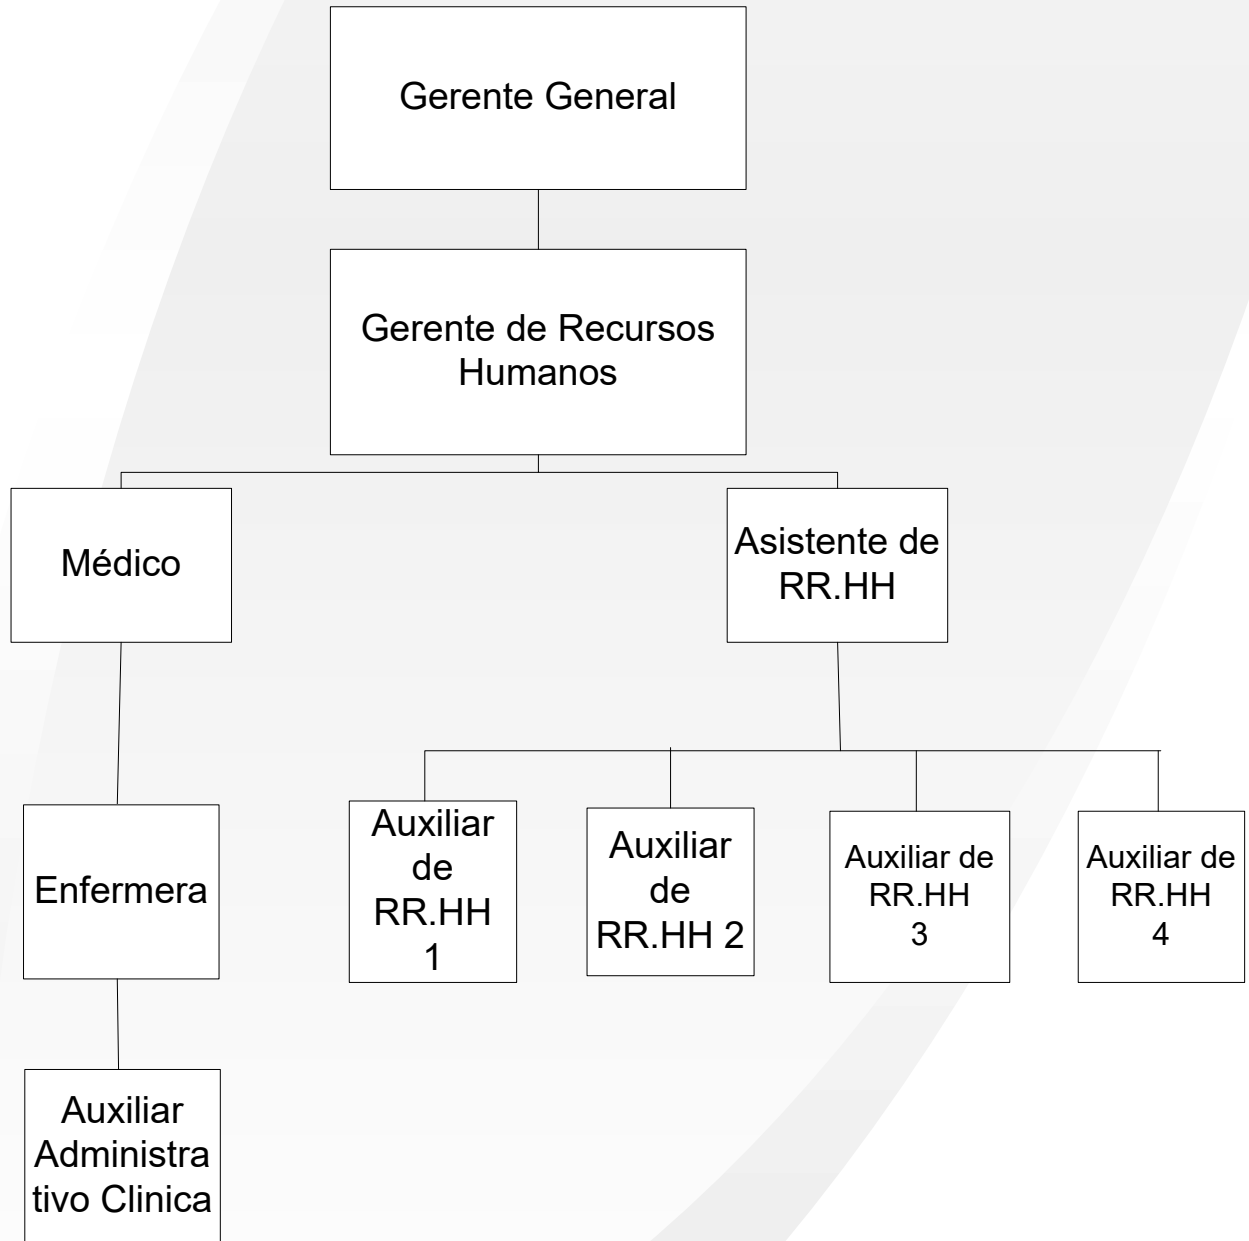 Gerente General
Gerente de Recursos
Humanos
Médico
Asistente de
RR.HH
Enfermera
Auxiliar
de
RR.HH
1
Auxiliar
de
RR.HH 2
Auxiliar de
RR.HH
3
Auxiliar de
RR.HH
4
Auxiliar
Administra
tivo Clinica